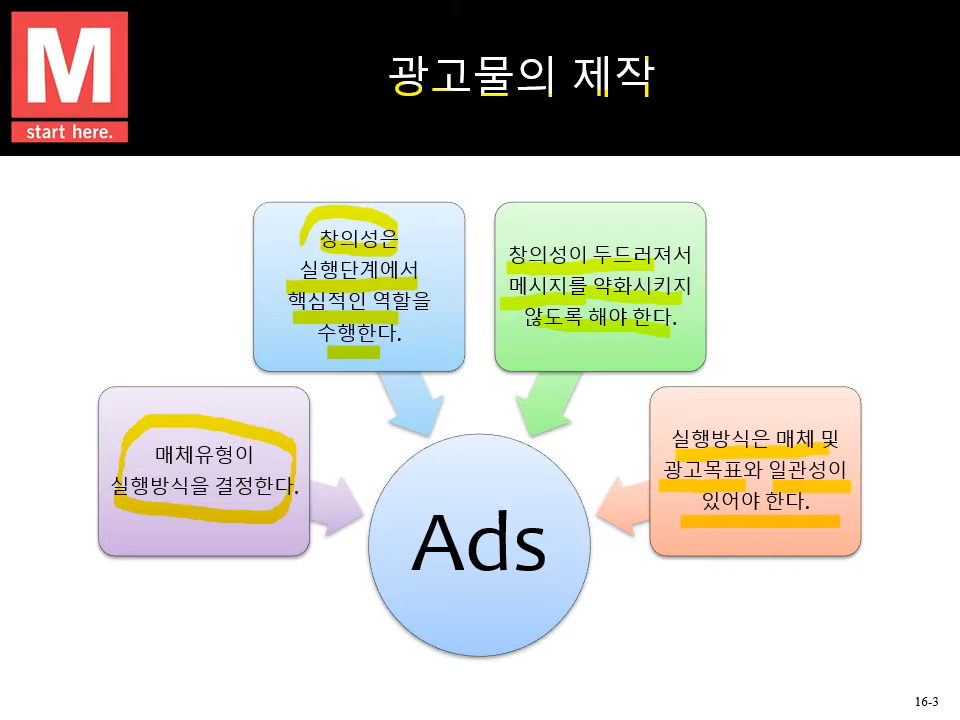 M
start here.
광고물의 제작
창의성은
실행단계에서
핵심적인 역할을
수행한다.
창의성이 두드러져서
메시지를 약화시키지
않도록 해야 한다.
매체유형이
실행방식을 결정한다.
실행방식은 매체 및
광고목표와 일관성이
있어야 한다.
Ads
16-3